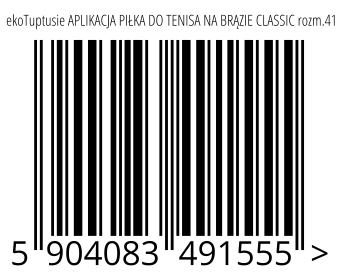 ekoTuptusie APLIKACJA PIŁKA DO TENISA NA BRĄZIE CLASSIC rozm.41
5 904083 491555 >